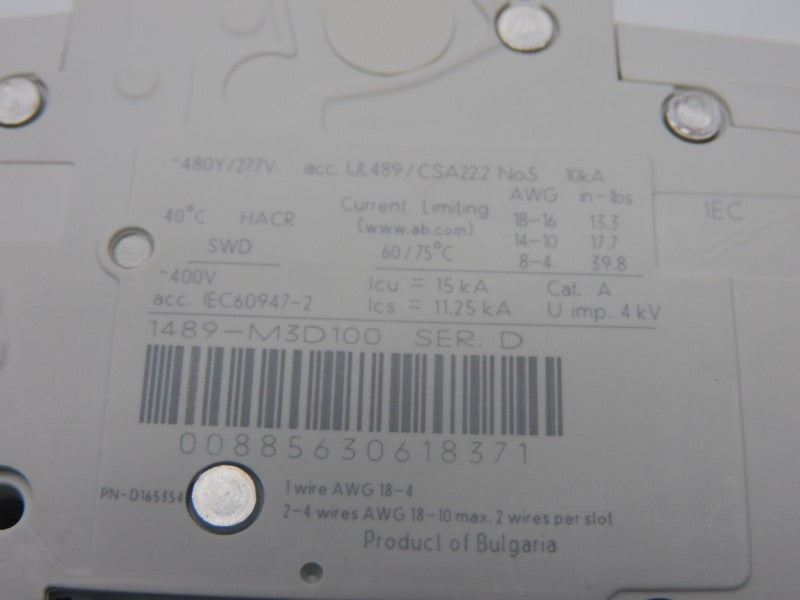 ~480Y/277V acc. UL489/CSA22.2 No.5 10kA
AWG in-lbs
40°C HACR Current Limiting 18-16 13.3
(www.ab.com) 14-10 17.7
SWD 60/75°C 8-4 39.8
IEC
~400V Icu = 15 kA Cat. A
acc. IEC60947-2 Ics = 11.25 kA U imp. 4 kV
1489-M3D100 SER. D
00885630618371
PN-D165354
1 wire AWG 18-4
2-4 wires AWG 18-10 max. 2 wires per slot
Product of Bulgaria